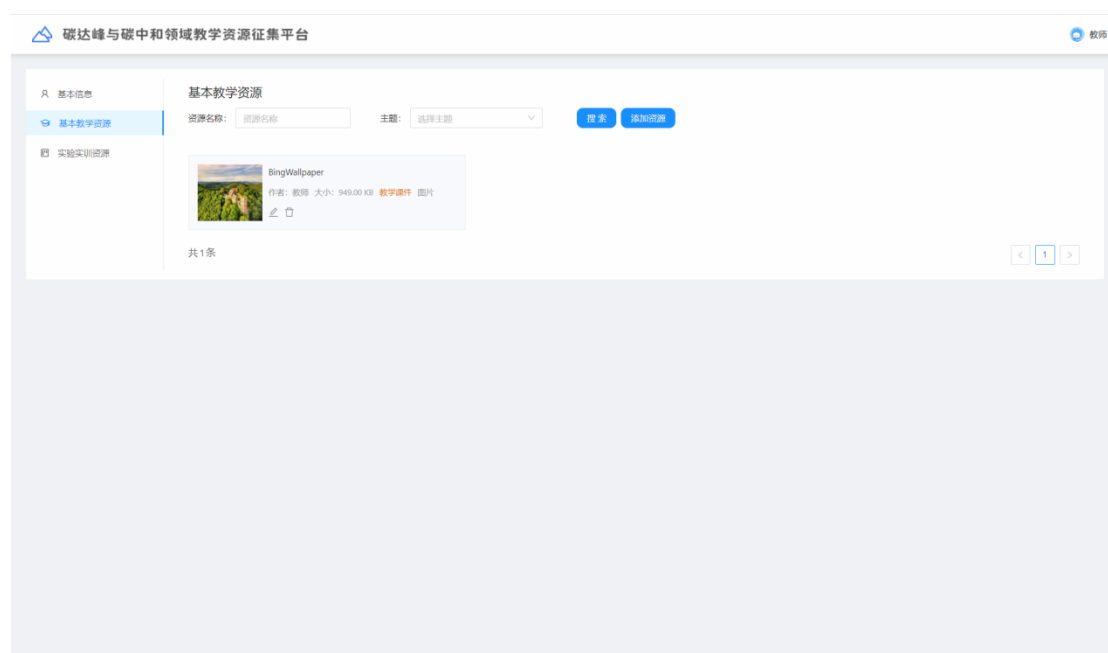 碳达峰与碳中和领域教学资源征集平台
教师
基本信息
基本教学资源
实验实训资源
基本教学资源
资源名称: 资源名称 主题: 选择主题 搜索 添加资源
BingWallpaper
作者: 教师 大小: 949.00 KB 教学课件 图片
共1条
< 1 >